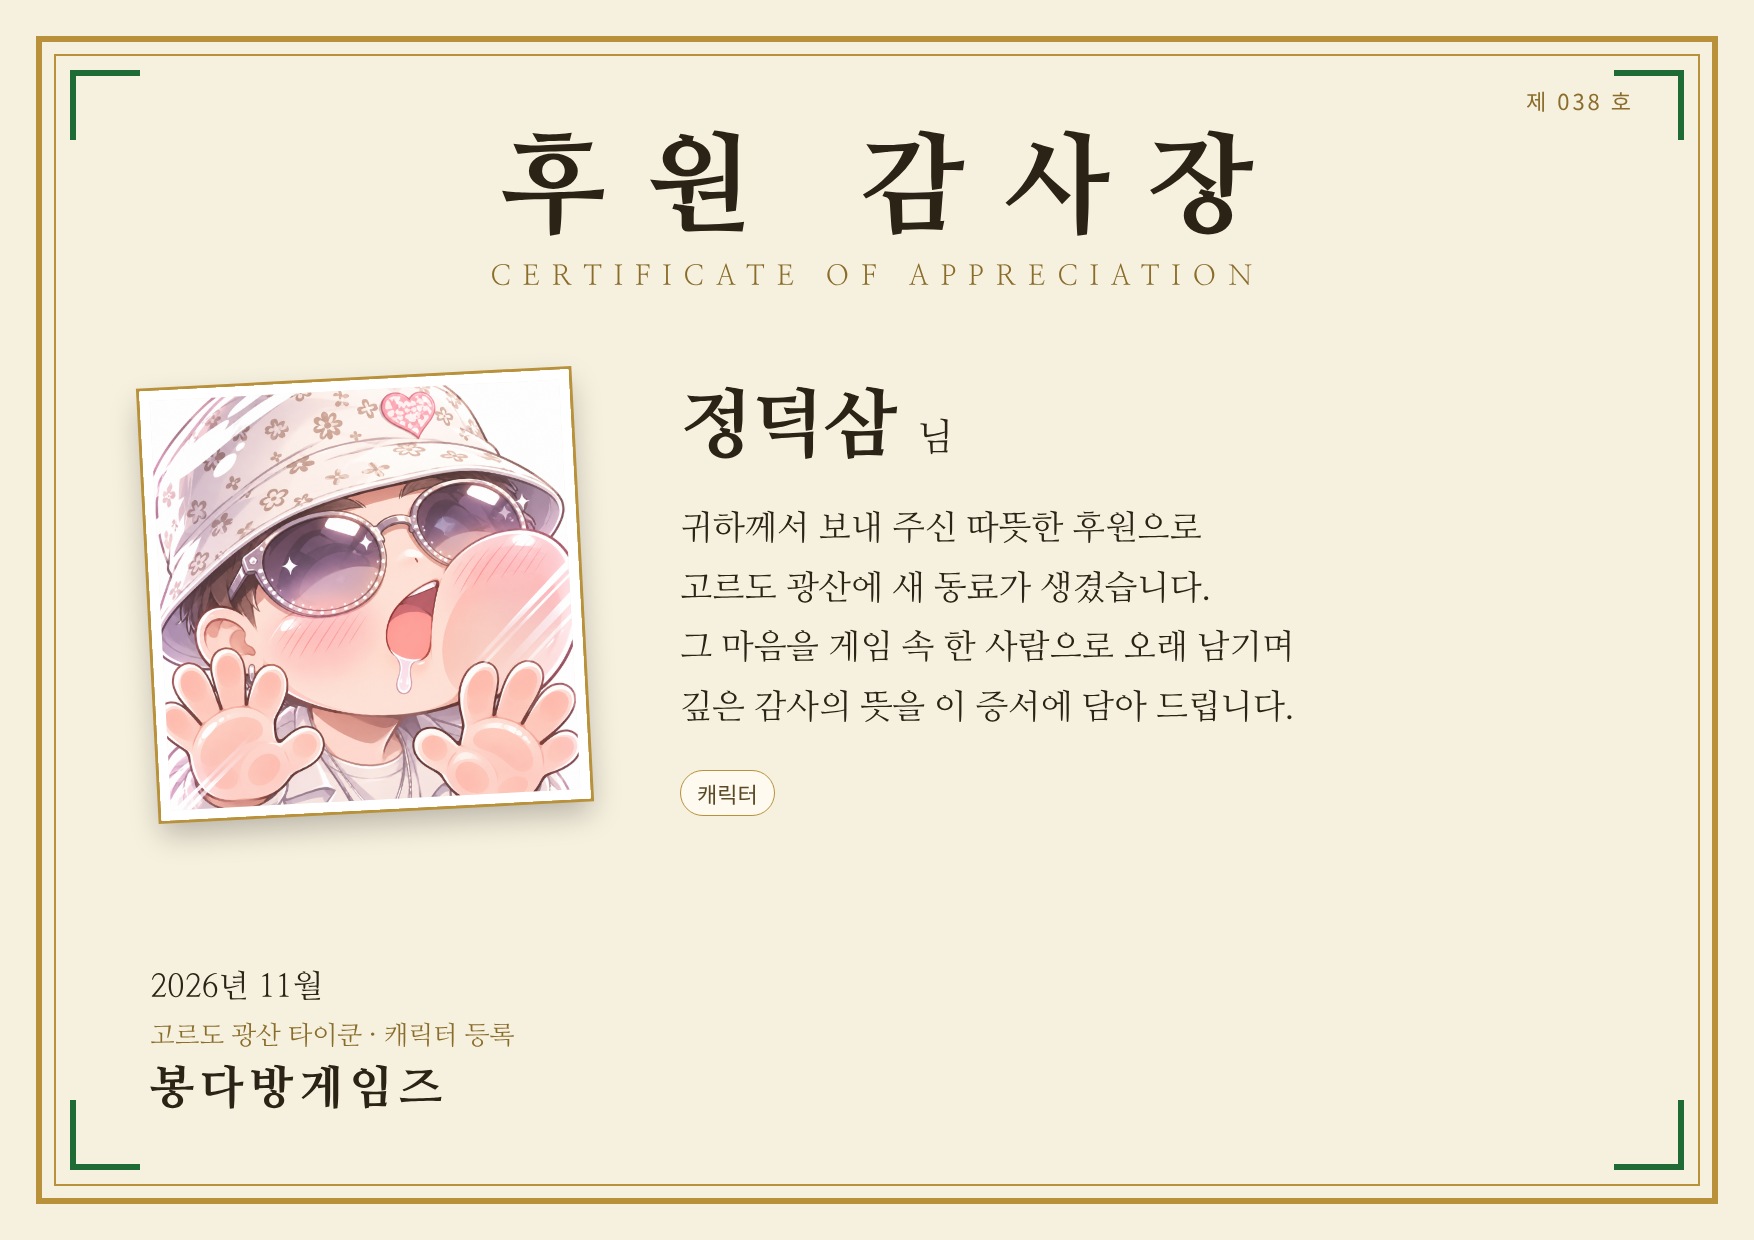 제 038 호
후원 감사장
CERTIFICATE OF APPRECIATION
정덕삼 님
귀하께서 보내 주신 따뜻한 후원으로
고르도 광산에 새 동료가 생겼습니다.
그 마음을 게임 속 한 사람으로 오래 남기며
깊은 감사의 뜻을 이 증서에 담아 드립니다.
캐릭터
2026년 11월
고르도 광산 타이쿤 · 캐릭터 등록
봉다방게임즈